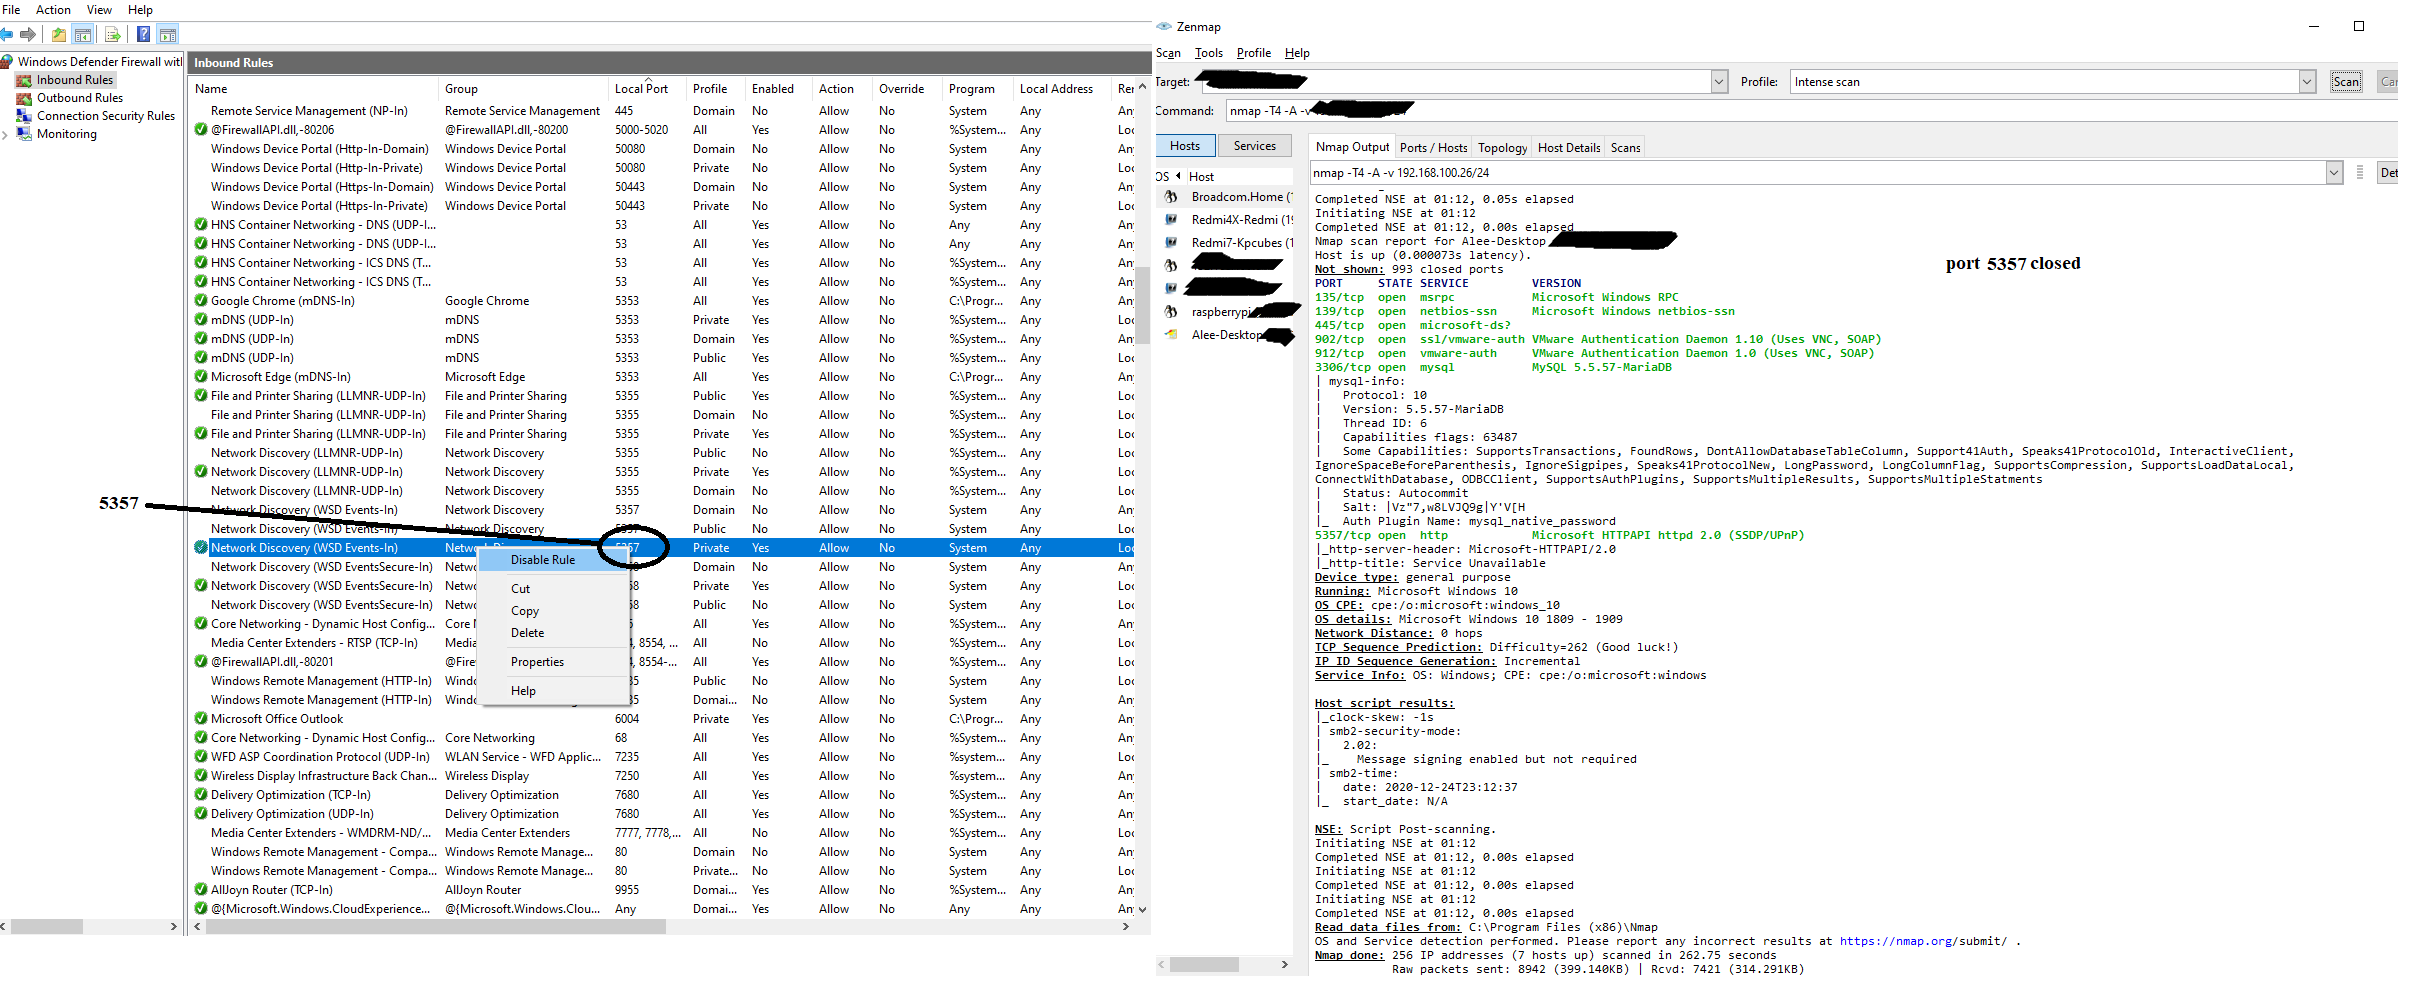 File Action View Help
Windows Defender Firewall witl
Inbound Rules
Outbound Rules
Connection Security Rules
Monitoring
Inbound Rules
Name Group Local Port Profile Enabled Action Override Program Local Address Rer
Remote Service Management (NP-In) Remote Service Management 445 Domain No Allow No System Any An
@FirewallAPI.dll,-80206 @FirewallAPI.dll,-80200 5000-5020 All Yes Allow No %System... Any Loc
Windows Device Portal (Http-In-Domain) Windows Device Portal 50080 Domain No Allow No System Any An
Windows Device Portal (Http-In-Private) Windows Device Portal 50080 Private No Allow No System Any An
Windows Device Portal (Https-In-Domain) Windows Device Portal 50443 Domain No Allow No System Any An
Windows Device Portal (Https-In-Private) Windows Device Portal 50443 Private No Allow No System Any An
HNS Container Networking - DNS (UDP-I... 53 All Yes Allow No Any Any An
HNS Container Networking - DNS (UDP-I... 53 All Yes Allow No Any Any An
HNS Container Networking - ICS DNS (T... 53 All Yes Allow No %System... Any An
HNS Container Networking - ICS DNS (T... 53 All Yes Allow No %System... Any An
Google Chrome (mDNS-In) Google Chrome 5353 All Yes Allow No C:\Progr... Any An
mDNS (UDP-In) mDNS 5353 Private Yes Allow No %System... Any Loc
mDNS (UDP-In) mDNS 5353 Domain Yes Allow No %System... Any An
mDNS (UDP-In) mDNS 5353 Public Yes Allow No %System... Any Loc
Microsoft Edge (mDNS-In) Microsoft Edge 5353 All Yes Allow No C:\Progr... Any An
File and Printer Sharing (LLMNR-UDP-In) File and Printer Sharing 5355 Public Yes Allow No %System... Any Loc
File and Printer Sharing (LLMNR-UDP-In) File and Printer Sharing 5355 Domain No Allow No %System... Any Loc
File and Printer Sharing (LLMNR-UDP-In) File and Printer Sharing 5355 Private Yes Allow No %System... Any Loc
Network Discovery (LLMNR-UDP-In) Network Discovery 5355 Public No Allow No %System... Any Loc
Network Discovery (LLMNR-UDP-In) Network Discovery 5355 Private Yes Allow No %System... Any Loc
Network Discovery (LLMNR-UDP-In) Network Discovery 5355 Domain No Allow No %System... Any Loc
5357
Network Discovery (WSD Events-In) Network Discovery 5357 Domain No Allow No System Any An
Network Discovery (WSD Events-In) Network Discovery Public No Allow No System Any Loc
Network Discovery (WSD Events-In) Private Yes Allow No System Any Loc
Network Discovery (WSD EventsSecure-In) Netwo Domain No Allow No System Any An
Network Discovery (WSD EventsSecure-In) Netwo Private Yes Allow No System Any Loc
Network Discovery (WSD EventsSecure-In) Netwo Public No Allow No System Any Loc
Core Networking - Dynamic Host Config... Core All Yes Allow No %System... Any An
Media Center Extenders - RTSP (TCP-In) Media 8554, ... All No Allow No %System... Any Loc
@FirewallAPI.dll,-80201 @Fire 8554-... All Yes Allow No %System... Any Loc
Windows Remote Management (HTTP-In) Windo Public No Allow No System Any Loc
Windows Remote Management (HTTP-In) Windo Domai... No Allow No System Any An
Disable Rule
Cut
Copy
Delete
Properties
Help
Microsoft Office Outlook 6004 Private Yes Allow No C:\Progr... Any An
Core Networking - Dynamic Host Config... Core Networking 68 All Yes Allow No %System... Any An
WFD ASP Coordination Protocol (UDP-In) WLAN Service - WFD Applic... 7235 All Yes Allow No %system... Any Loc
Wireless Display Infrastructure Back Chan... Wireless Display 7250 All Yes Allow No %system... Any Loc
Delivery Optimization (TCP-In) Delivery Optimization 7680 All Yes Allow No %System... Any An
Delivery Optimization (UDP-In) Delivery Optimization 7680 All Yes Allow No %System... Any An
Media Center Extenders - WMDRM-ND/... Media Center Extenders 7777, 7778,... All No Allow No %System... Any Loc
Windows Remote Management - Compa... Windows Remote Manage... 80 Domain No Allow No System Any An
Windows Remote Management - Compa... Windows Remote Manage... 80 Private... No Allow No System Any Loc
AllJoyn Router (TCP-In) AllJoyn Router 9955 Domai... Yes Allow No %System... Any An
@{Microsoft.Windows.CloudExperience... @{Microsoft.Windows.Clou... Any Domai... Yes Allow No Any Any An
Zenmap
Scan Tools Profile Help
Target: Profile: Intense scan Scan Car
Command: nmap -T4 -A -v
Hosts Services
OS Host
Broadcom.Home (1
Redmi4X-Redmi (19
Redmi7-Kpcubes (1
raspberrypi
Alee-Desktop
Nmap Output Ports / Hosts Topology Host Details Scans
nmap -T4 -A -v 192.168.100.26/24 Det
Completed NSE at 01:12, 0.05s elapsed
Initiating NSE at 01:12
Completed NSE at 01:12, 0.00s elapsed
Nmap scan report for Alee-Desktop
Host is up (0.000073s latency).
port 5357 closed
Not shown: 993 closed ports
PORT STATE SERVICE VERSION
135/tcp open msrpc Microsoft Windows RPC
139/tcp open netbios-ssn Microsoft Windows netbios-ssn
445/tcp open microsoft-ds?
902/tcp open ssl/vmware-auth VMware Authentication Daemon 1.10 (Uses VNC, SOAP)
912/tcp open vmware-auth VMware Authentication Daemon 1.0 (Uses VNC, SOAP)
3306/tcp open mysql MySQL 5.5.57-MariaDB
| mysql-info:
| Protocol: 10
| Version: 5.5.57-MariaDB
| Thread ID: 6
| Capabilities flags: 63487
| Some Capabilities: SupportsTransactions, FoundRows, DontAllowDatabaseTableColumn, Support41Auth, Speaks41ProtocolOld, InteractiveClient,
IgnoreSpaceBeforeParenthesis, IgnoreSigpipes, Speaks41ProtocolNew, LongPassword, LongColumnFlag, SupportsCompression, SupportsLoadDataLocal,
ConnectWithDatabase, ODBCClient, SupportsAuthPlugins, SupportsMultipleResults, SupportsMultipleStatments
| Status: Autocommit
| Salt: |Vz"7,w8LVJQ9g|Y'V[H
|_ Auth Plugin Name: mysql_native_password
5357/tcp open http Microsoft HTTPAPI httpd 2.0 (SSDP/UPnP)
|_http-server-header: Microsoft-HTTPAPI/2.0
|_http-title: Service Unavailable
Device type: general purpose
Running: Microsoft Windows 10
OS CPE: cpe:/o:microsoft:windows_10
OS details: Microsoft Windows 10 1809 - 1909
Network Distance: 0 hops
TCP Sequence Prediction: Difficulty=262 (Good luck!)
IP ID Sequence Generation: Incremental
Service Info: OS: Windows; CPE: cpe:/o:microsoft:windows
Host script results:
|_clock-skew: -1s
| smb2-security-mode:
| 2.02:
|_ Message signing enabled but not required
| smb2-time:
| date: 2020-12-24T23:12:37
|_ start_date: N/A
NSE: Script Post-scanning.
Initiating NSE at 01:12
Completed NSE at 01:12, 0.00s elapsed
Initiating NSE at 01:12
Completed NSE at 01:12, 0.00s elapsed
Initiating NSE at 01:12
Completed NSE at 01:12, 0.00s elapsed
Read data files from: C:\Program Files (x86)\Nmap
OS and Service detection performed. Please report any incorrect results at https://nmap.org/submit/ .
Nmap done: 256 IP addresses (7 hosts up) scanned in 262.75 seconds
Raw packets sent: 8942 (399.140KB) | Rcvd: 7421 (314.291KB)